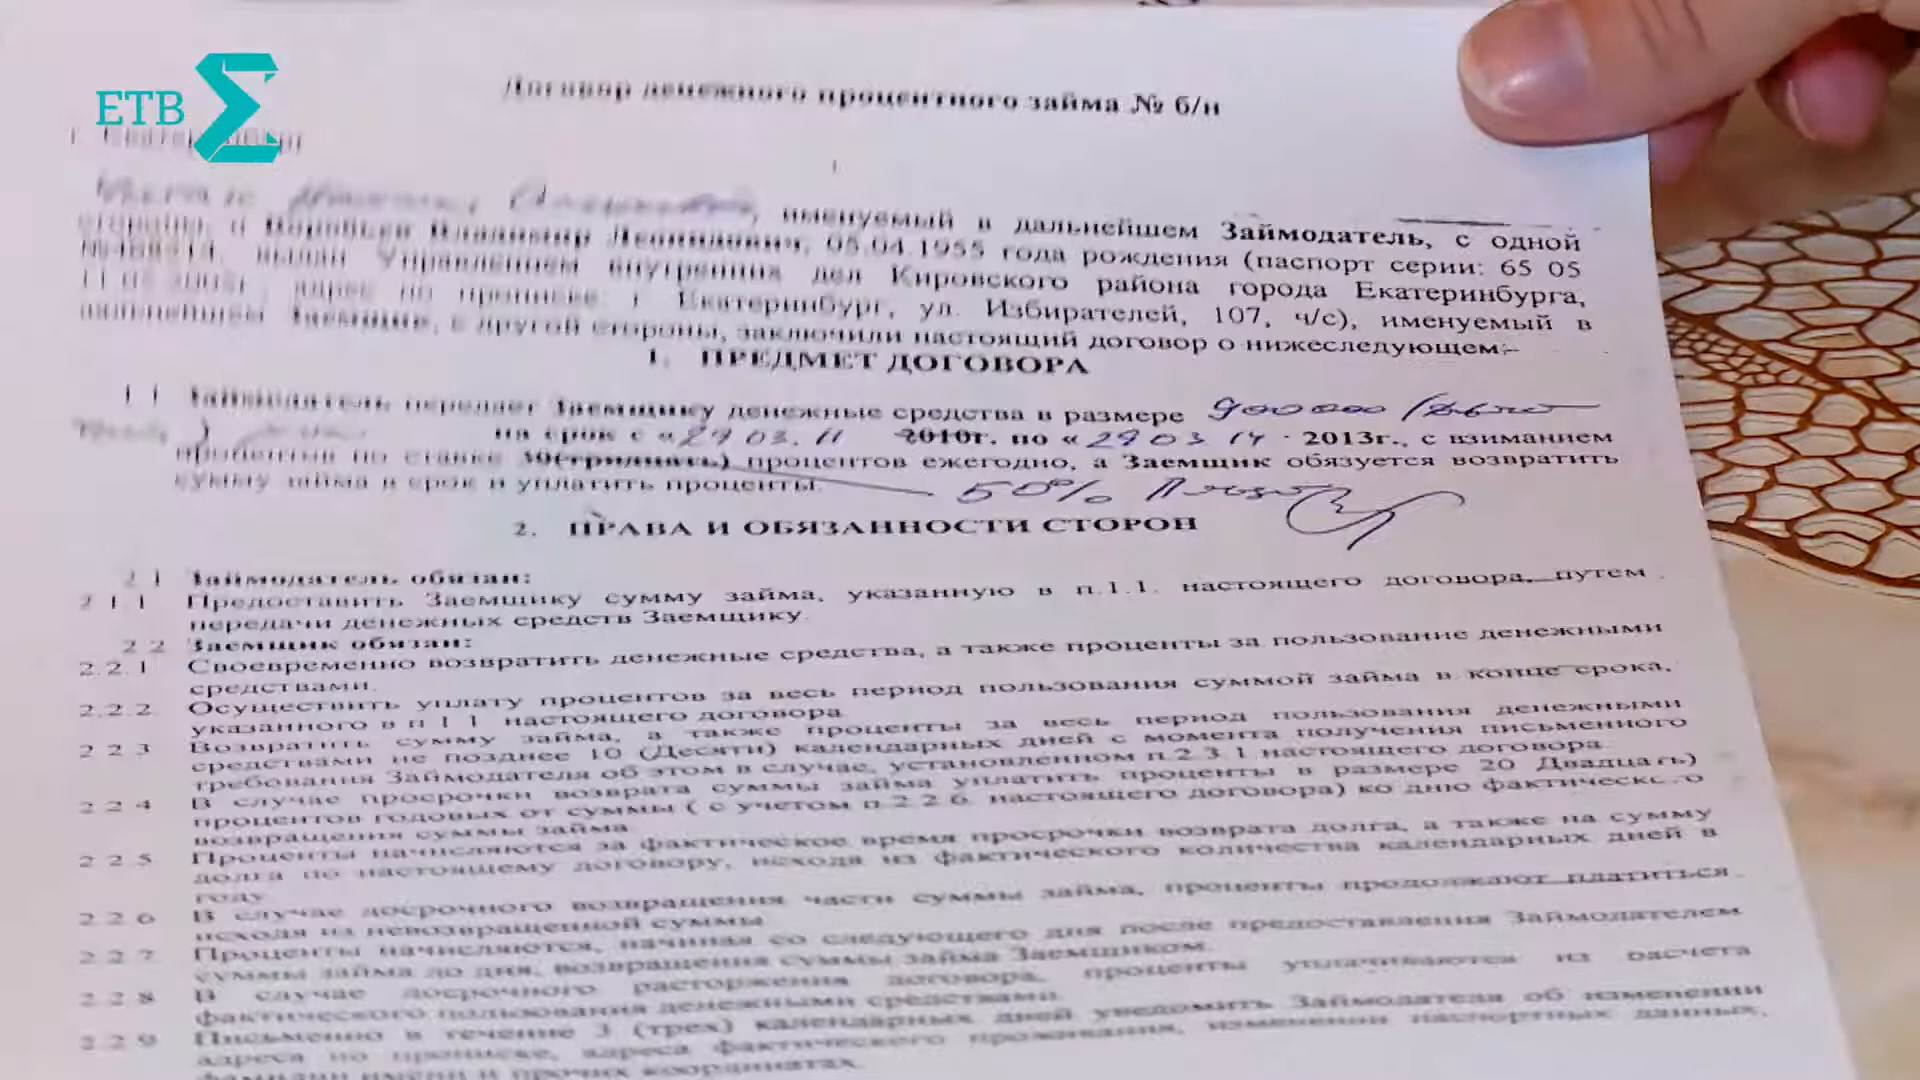 ЕТВ
Договор денежного процентного займа № б/н
г. Екатеринбург
именуемый в дальнейшем Займодатель, с одной
стороны, и Воробьев Владимир Леонидович, 05.04.1955 года рождения (паспорт серии: 65 05
выдан Управлением внутренних дел Кировского района города Екатеринбурга,
адрес по прописке: г. Екатеринбург, ул. Избирателей, 107, ч/с), именуемый в
дальнейшем Заемщик, с другой стороны, заключили настоящий договор о нижеследующем:
1. ПРЕДМЕТ ДОГОВОРА
1.1 Займодатель передает Заемщику денежные средства в размере 900000
на срок с «29 03. 11 2010г. по «29 03 14 2013г., с взиманием
процентов по ставке 30(тридцать) процентов ежегодно, а Заемщик обязуется возвратить
сумму займа в срок и уплатить проценты. 50%
2. ПРАВА И ОБЯЗАННОСТИ СТОРОН
2.1 Займодатель обязан:
2.1.1 Предоставить Заемщику сумму займа, указанную в п.1.1. настоящего договора, путем
передачи денежных средств Заемщику.
2.2 Заемщик обязан:
2.2.1 Своевременно возвратить денежные средства, а также проценты за пользование денежными
средствами.
2.2.2 Осуществить уплату процентов за весь период пользования суммой займа в конце срока,
указанного в п.1.1 настоящего договора.
2.2.3 Возвратить сумму займа, а также проценты за весь период пользования денежными
средствами не позднее 10 (Десяти) календарных дней с момента получения письменного
требования Займодателя об этом в случае, установленном п.2.3.1 настоящего договора.
2.2.4 В случае просрочки возврата суммы займа уплатить проценты в размере 20 Двадцать)
процентов годовых от суммы ( с учетом п.2.2.6. настоящего договора) ко дню фактического
возвращения суммы займа.
2.2.5 Проценты начисляются за фактическое время просрочки возврата долга, а также на сумму
долга по настоящему договору, исходя из фактического количества календарных дней в
году.
2.2.6 В случае досрочного возвращения части суммы займа, проценты продолжают платиться
исходя из невозвращенной суммы.
2.2.7 Проценты начисляются, начиная со следующего дня после предоставления Займодателем
суммы займа до дня, возвращения суммы займа Заемщиком.
2.2.8 В случае досрочного расторжения договора, проценты уплачиваются из расчета
фактического пользования денежными средствами.
2.2.9 Письменно в течение 3 (трех) календарных дней уведомить Займодателя об изменении
адреса по прописке, адреса фактического проживания, изменении паспортных данных,
фамилии имени и прочих координатах.